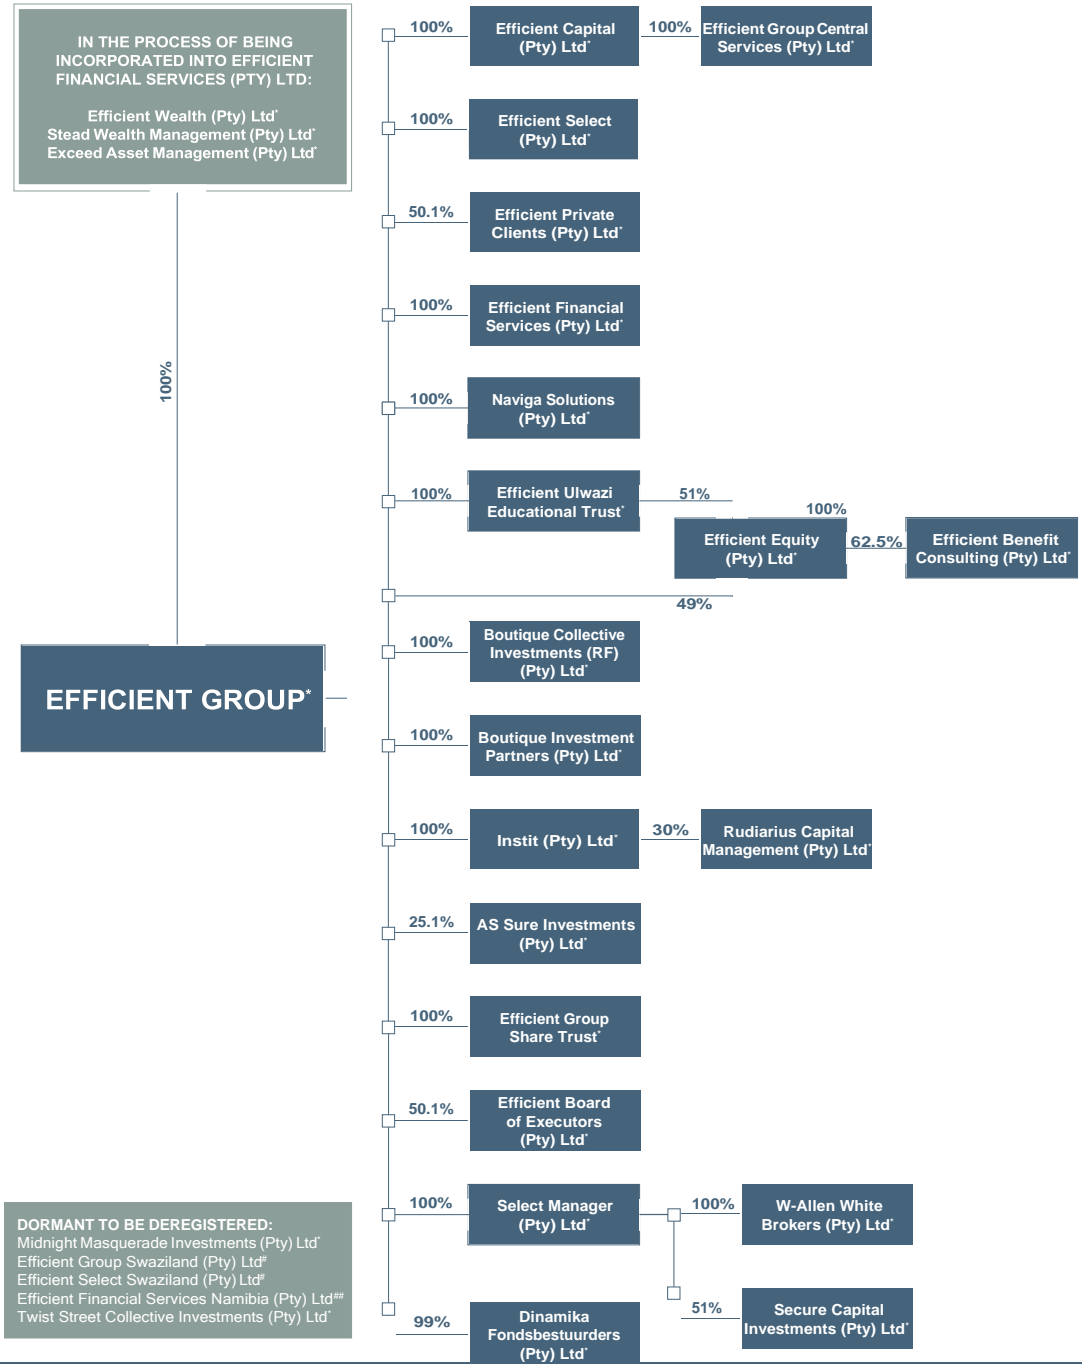 IN THE PROCESS OF BEING
INCORPORATED INTO EFFICIENT
FINANCIAL SERVICES (PTY) LTD:
Efficient Wealth (Pty) Ltd*
Stead Wealth Management (Pty) Ltd*
Exceed Asset Management (Pty) Ltd*
100%
EFFICIENT GROUP*
100%
Efficient Capital
(Pty) Ltd*
100%
Efficient Group Central
Services (Pty) Ltd*
100%
Efficient Select
(Pty) Ltd*
50.1%
Efficient Private
Clients (Pty) Ltd*
100%
Efficient Financial
Services (Pty) Ltd*
100%
Naviga Solutions
(Pty) Ltd*
100%
Efficient Ulwazi
Educational Trust*
51%
100%
Efficient Equity
(Pty) Ltd*
62.5%
Efficient Benefit
Consulting (Pty) Ltd*
49%
100%
Boutique Collective
Investments (RF)
(Pty) Ltd*
100%
Boutique Investment
Partners (Pty) Ltd*
100%
Instit (Pty) Ltd*
30%
Rudiarius Capital
Management (Pty) Ltd*
25.1%
AS Sure Investments
(Pty) Ltd*
100%
Efficient Group
Share Trust*
50.1%
Efficient Board
of Executors
(Pty) Ltd*
100%
Select Manager
(Pty) Ltd*
100%
W-Allen White
Brokers (Pty) Ltd*
51%
Secure Capital
Investments (Pty) Ltd*
99%
Dinamika
Fondsbestuurders
(Pty) Ltd*
DORMANT TO BE DEREGISTERED:
Midnight Masquerade Investments (Pty) Ltd*
Efficient Group Swaziland (Pty) Ltd#
Efficient Select Swaziland (Pty) Ltd#
Efficient Financial Services Namibia (Pty) Ltd##
Twist Street Collective Investments (Pty) Ltd*